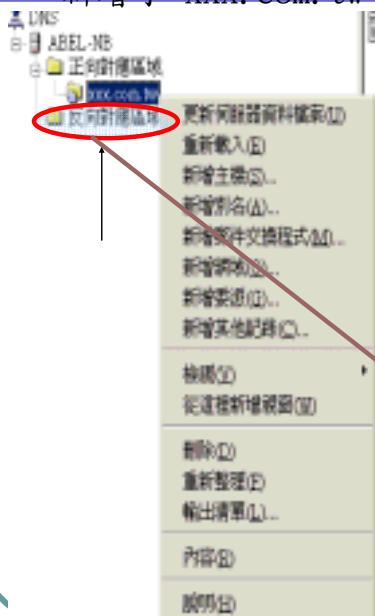 DNS
ABEL-NB
正向對應區域
xxx.com.tw
反向對應區域
更新伺服器資料檔案(U)
重新載入(E)
新增主機(S)...
新增別名(A)...
新增郵件交換程式(M)...
新增網域(O)...
新增委派(G)...
新增其他記錄(C)...
檢視(V)
從這裡新增視窗(W)
刪除(D)
重新整理(F)
輸出清單(L)...
內容(R)
說明(H)